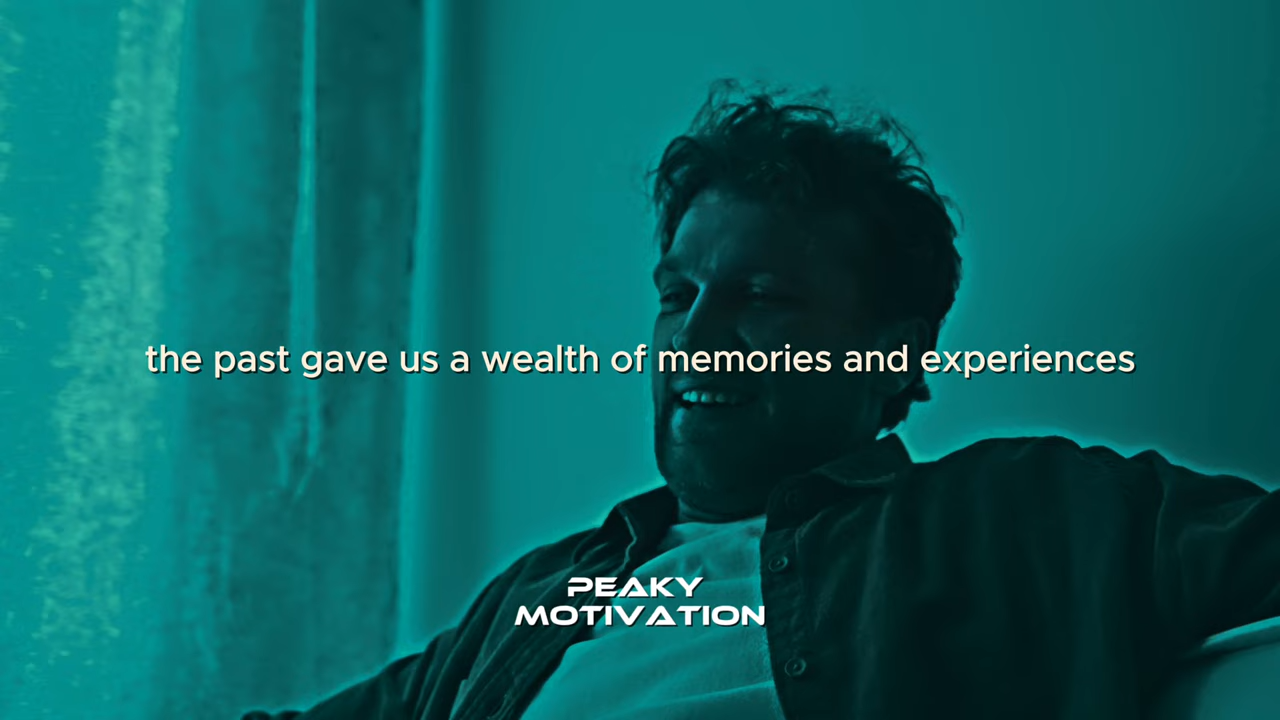 the past gave us a wealth of memories and experiences
PEAKY
MOTIVATION